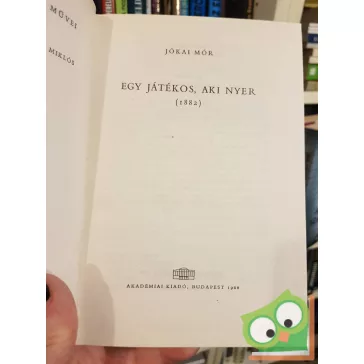 MŰVEI
MIKLÓS
JÓKAI MÓR
EGY JÁTÉKOS, AKI NYER
(1882)
AKADÉMIAI KIADÓ, BUDAPEST